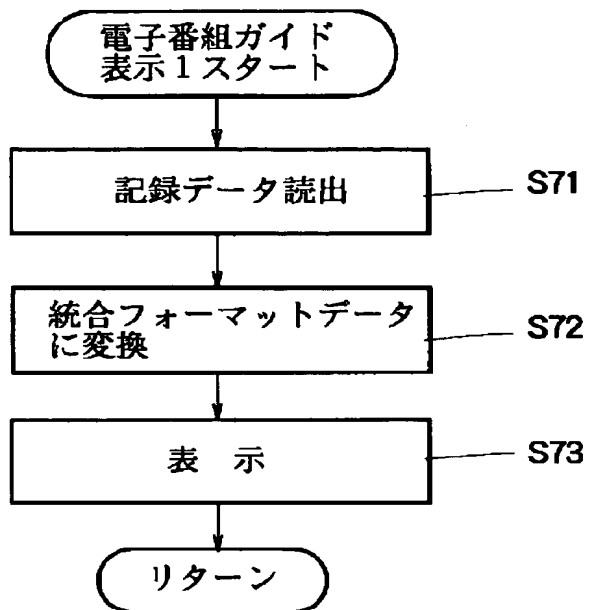 電子番組ガイド
表示１スタート
記録データ読出
S71
統合フォーマットデータ
に変換
S72
表　示
S73
リターン